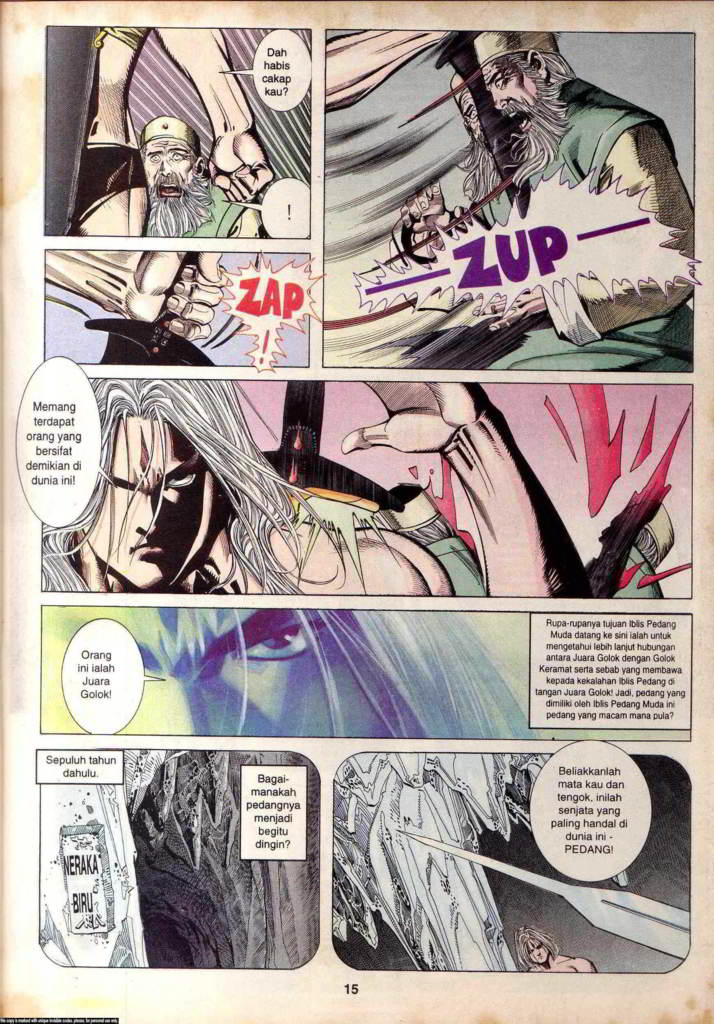 Dah
habis
cakap
kau?
!
ZUP
ZAP
!
Memang
terdapat
orang yang
bersifat
demikian di
dunia ini!
Orang
ini ialah
Juara
Golok!
Rupa-rupanya tujuan Iblis Pedang
Muda datang ke sini ialah untuk
mengetahui lebih lanjut hubungan
antara Juara Golok dengan Golok
Keramat serta sebab yang membawa
kepada kekalahan Iblis Pedang di
tangan Juara Golok! Jadi, pedang yang
dimiliki oleh Iblis Pedang Muda ini
pedang yang macam mana pula?
Sepuluh tahun
dahulu.
NERAKA
BIRU
Bagai-
manakah
pedangnya
menjadi
begitu
dingin?
Beliakkanlah
mata kau dan
tengok, inilah
senjata yang
paling handal di
dunia ini -
PEDANG!
15